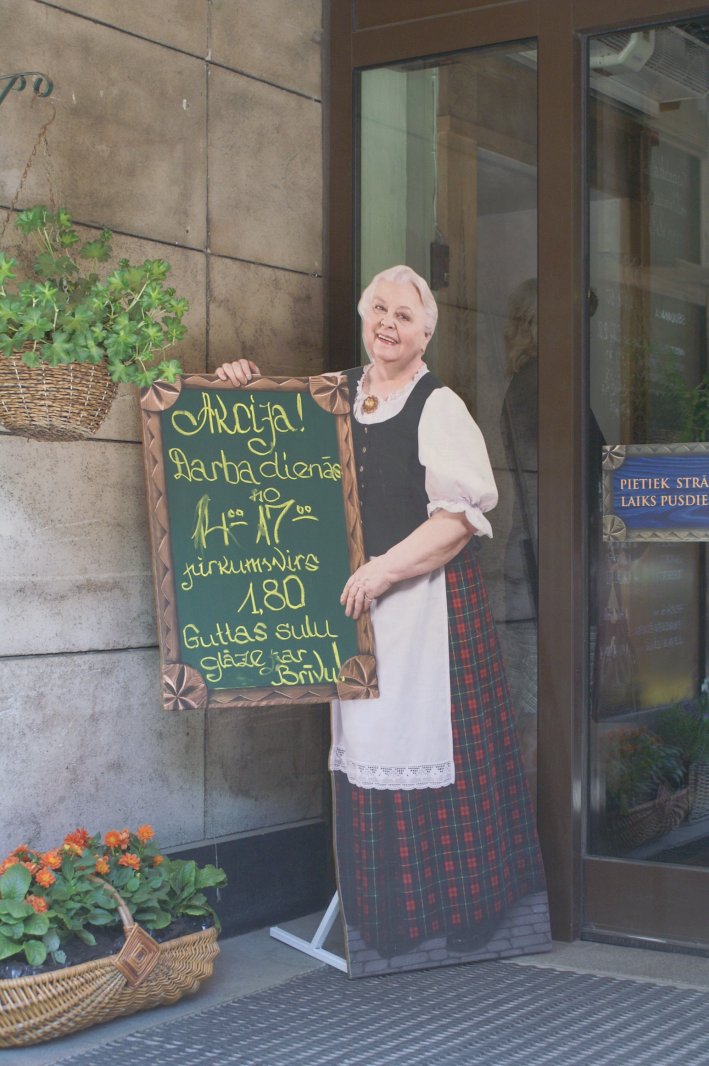 Akcija!
Darba dienās
no
14⁰⁰ 17⁰⁰
pirkumsvirs
1,80
Guttas sulu
glāze par
Brīvu!
PIETIEK STRĀ
LAIKS PUSDIE